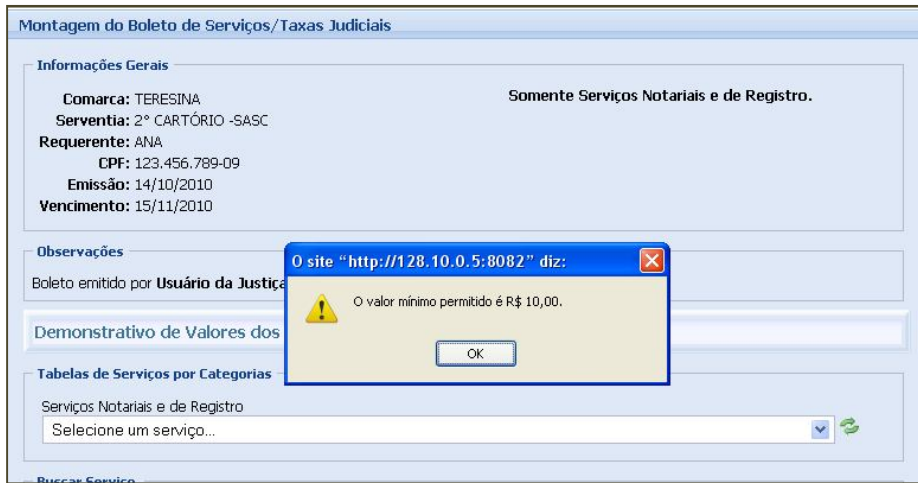 Montagem do Boleto de Serviços/Taxas Judiciais
Informações Gerais
Comarca: TERESINA
Somente Serviços Notariais e de Registro.
Serventia: 2º CARTÓRIO -SASC
Requerente: ANA
CPF: 123.456.789-09
Emissão: 14/10/2010
Vencimento: 15/11/2010
Observações
Boleto emitido por Usuário da Justiça
O site "http://128.10.0.5:8082" diz:
O valor mínimo permitido é R$ 10,00.
OK
Demonstrativo de Valores dos
Tabelas de Serviços por Categorias
Serviços Notariais e de Registro
Selecione um serviço...
Buscar Serviço